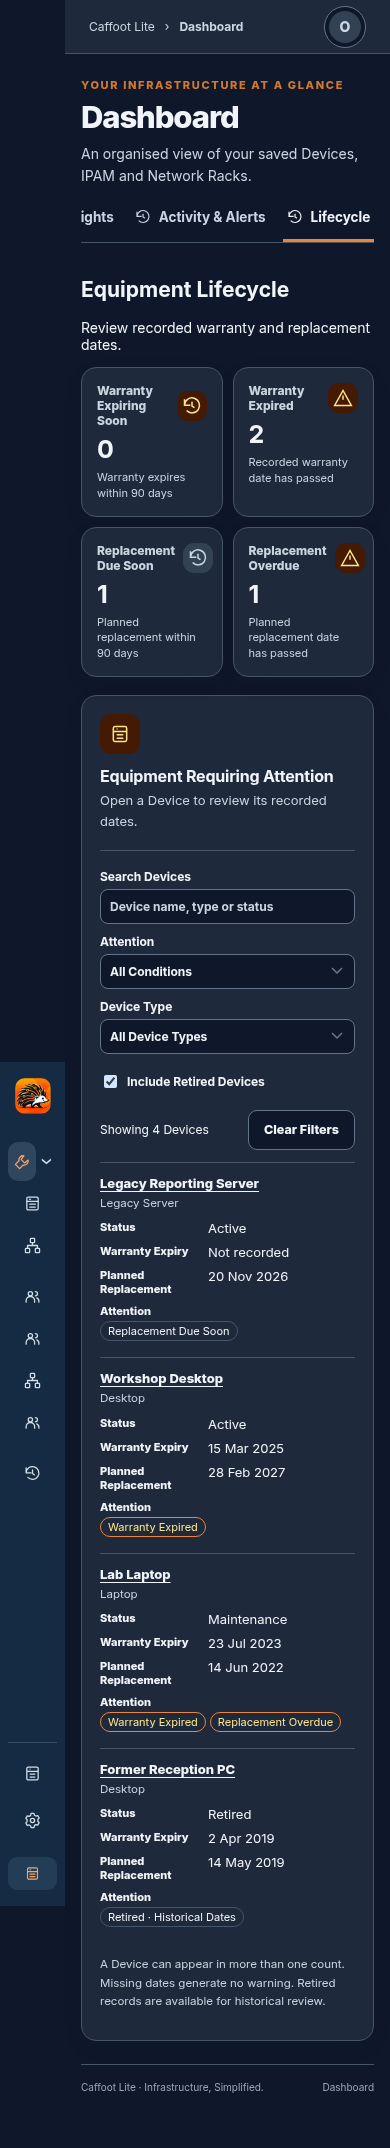 Caffoot Lite › Dashboard
O
YOUR INFRASTRUCTURE AT A GLANCE
Dashboard
An organised view of your saved Devices,
IPAM and Network Racks.
ights Activity & Alerts Lifecycle
Equipment Lifecycle
Review recorded warranty and replacement
dates.
Warranty
Expiring
Soon
0
Warranty expires
within 90 days
Warranty
Expired
2
Recorded warranty
date has passed
Replacement
Due Soon
1
Planned
replacement within
90 days
Replacement
Overdue
1
Planned
replacement date
has passed
Equipment Requiring Attention
Open a Device to review its recorded
dates.
Search Devices
Device name, type or status
Attention
All Conditions
Device Type
All Device Types
Include Retired Devices
Showing 4 Devices
Clear Filters
Legacy Reporting Server
Legacy Server
Status Active
Warranty Expiry Not recorded
Planned
Replacement 20 Nov 2026
Attention
Replacement Due Soon
Workshop Desktop
Desktop
Status Active
Warranty Expiry 15 Mar 2025
Planned
Replacement 28 Feb 2027
Attention
Warranty Expired
Lab Laptop
Laptop
Status Maintenance
Warranty Expiry 23 Jul 2023
Planned
Replacement 14 Jun 2022
Attention
Warranty Expired Replacement Overdue
Former Reception PC
Desktop
Status Retired
Warranty Expiry 2 Apr 2019
Planned
Replacement 14 May 2019
Attention
Retired · Historical Dates
A Device can appear in more than one count.
Missing dates generate no warning. Retired
records are available for historical review.
Caffoot Lite · Infrastructure, Simplified. Dashboard